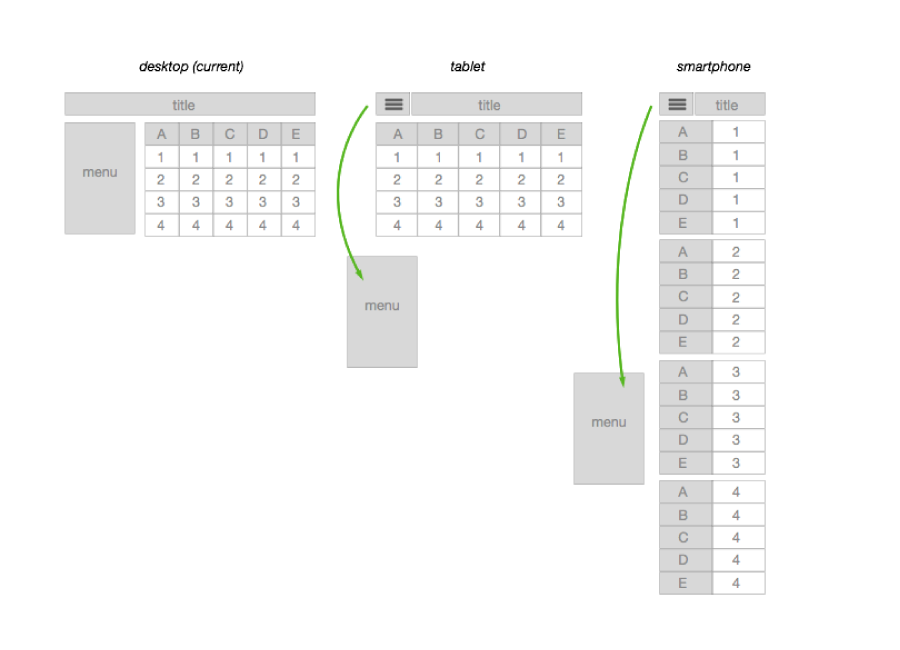 desktop (current)
title
menu
A B C D E
1 1 1 1 1
2 2 2 2 2
3 3 3 3 3
4 4 4 4 4
tablet
title
A B C D E
1 1 1 1 1
2 2 2 2 2
3 3 3 3 3
4 4 4 4 4
menu
smartphone
title
A 1
B 1
C 1
D 1
E 1
A 2
B 2
C 2
D 2
E 2
A 3
B 3
C 3
D 3
E 3
A 4
B 4
C 4
D 4
E 4
menu